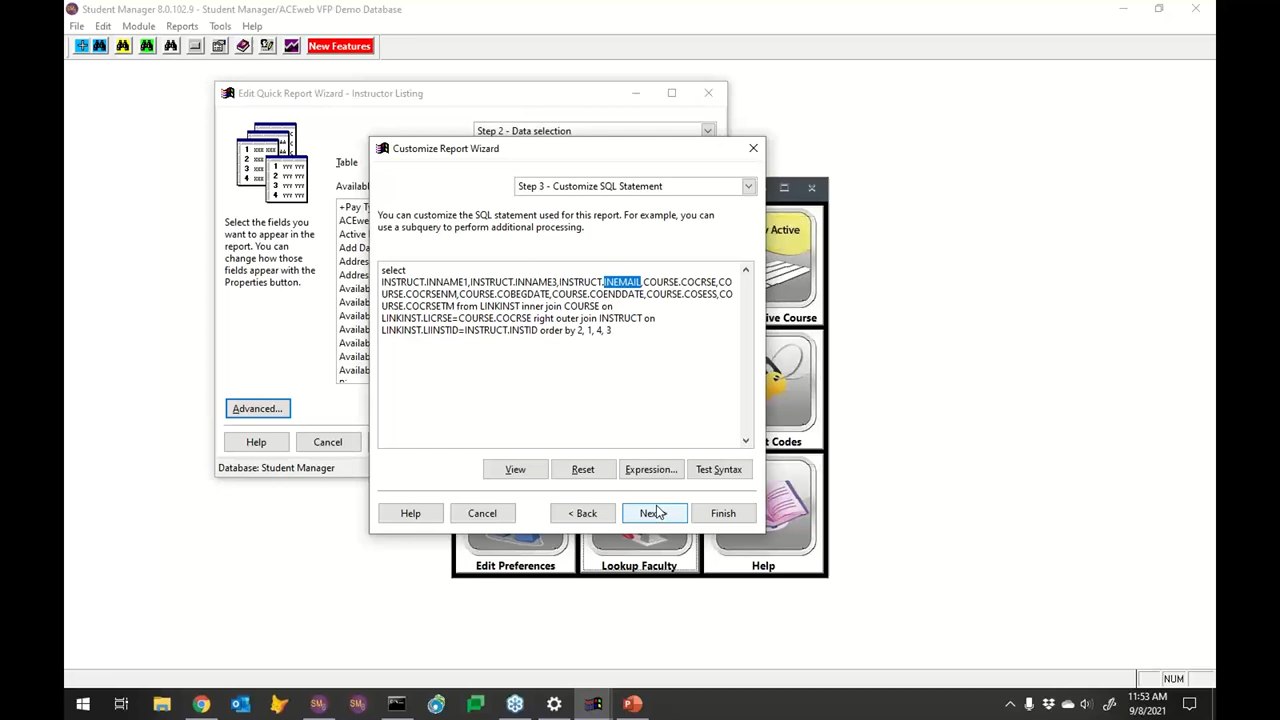 Student Manager 8.0.102.9 - Student Manager/ACEweb VFP Demo Database.
File Edit Module Reports Tools Help
New Features
Edit Quick Report Wizard - Instructor Listing
Step 2 - Data selection
Customize Report Wizard
Table
Step 3 - Customize SQL Statement
Availabl
You can customize the SQL statement used for this report. For example, you can
use a subquery to perform additional processing.
+Pay Ty
ACEwe
Active
Add Da
Addres
Addres
Addres
Availab
Availab
Availab
Availab
Availab
Availab
Select the fields you
want to appear in the
report. You can
change how those
fields appear with the
Properties button.
y Active
select
INSTRUCT.INNAME1,INSTRUCT.INNAME3,INSTRUCT.INEMAIL,COURSE.COCRSE,CO
URSE.COCRSENM,COURSE.COBEGDATE,COURSE.COENDDATE,COURSE.COSESS,CO
URSE.COCRSETM from LINKINST inner join COURSE on
LINKINST.LICRSE=COURSE.COCRSE right outer join INSTRUCT on
LINKINST.LIINSTID=INSTRUCT.INSTID order by 2, 1, 4, 3
ive Course
Advanced...
Help Cancel
t Codes
Database: Student Manager
View Reset Expression... Test Syntax
Help Cancel < Back Next > Finish
Edit Preferences Lookup Faculty Help
NUM
11:53 AM
9/8/2021